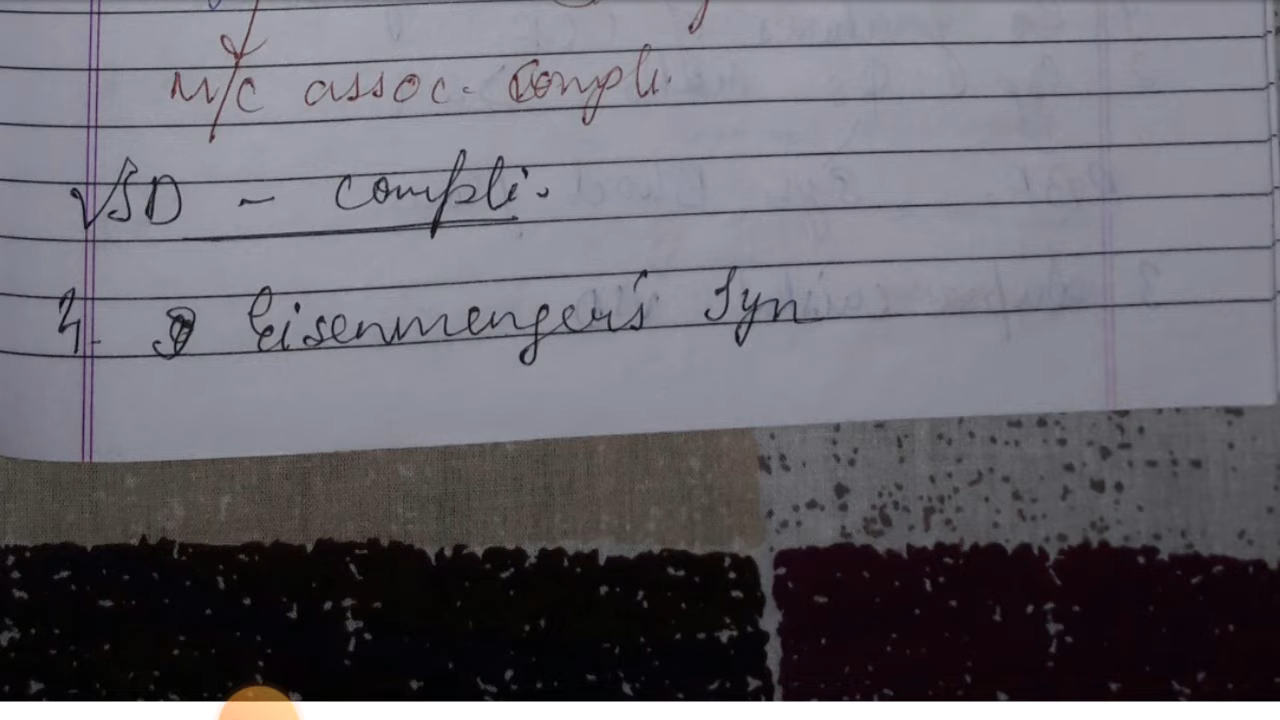 M/C assoc. Compli.
VSD - compli.
4. Eisenmenger's Syn